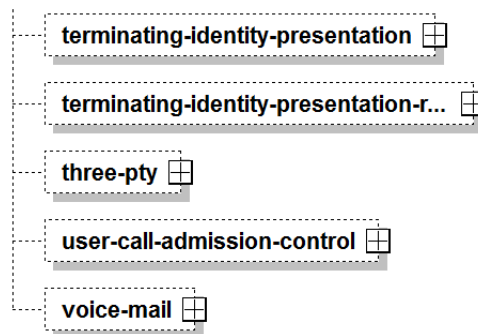 terminating-identity-presentation
terminating-identity-presentation-r...
three-pty
user-call-admission-control
voice-mail